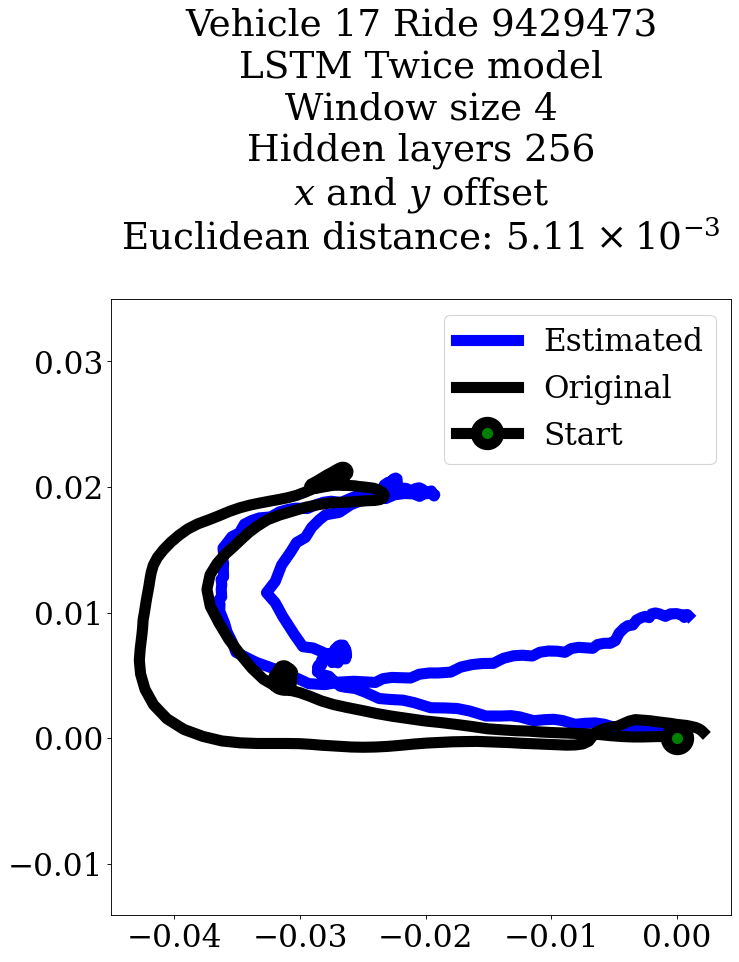 Vehicle 17 Ride 9429473
LSTM Twice model
Window size 4
Hidden layers 256
x and y offset
Euclidean distance: 5.11 × 10⁻³
Estimated
Original
Start
0.03
0.02
0.01
0.00
−0.01
−0.04 −0.03 −0.02 −0.01 0.00